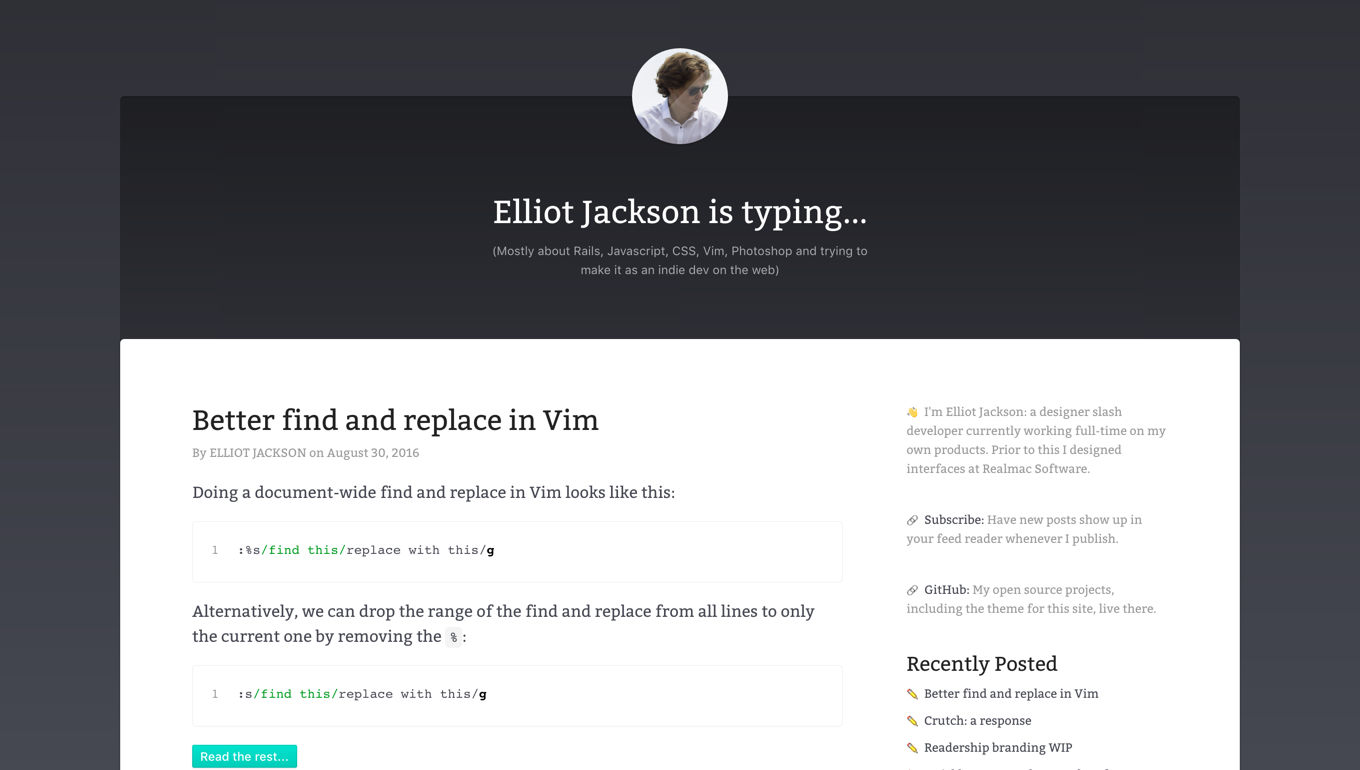 Elliot Jackson is typing...
(Mostly about Rails, Javascript, CSS, Vim, Photoshop and trying to
make it as an indie dev on the web)
Better find and replace in Vim
By ELLIOT JACKSON on August 30, 2016
Doing a document-wide find and replace in Vim looks like this:
1 :%s/find this/replace with this/g
Alternatively, we can drop the range of the find and replace from all lines to only
the current one by removing the % :
1 :s/find this/replace with this/g
Read the rest...
I'm Elliot Jackson: a designer slash
developer currently working full-time on my
own products. Prior to this I designed
interfaces at Realmac Software.
Subscribe: Have new posts show up in
your feed reader whenever I publish.
GitHub: My open source projects,
including the theme for this site, live there.
Recently Posted
Better find and replace in Vim
Crutch: a response
Readership branding WIP